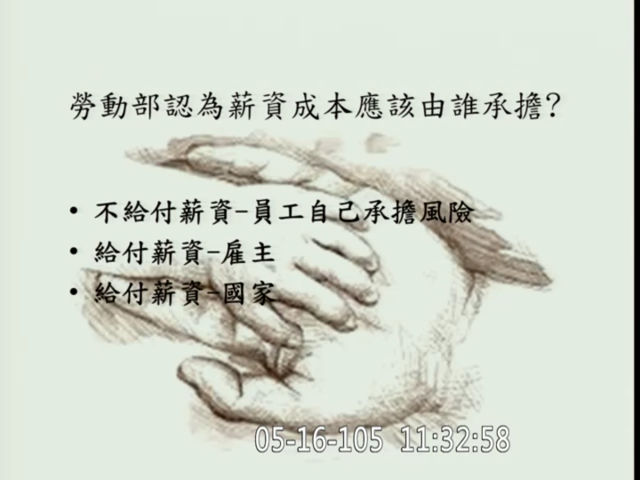 勞動部認為薪資成本應該由誰承擔?
• 不給付薪資-員工自己承擔風險
• 給付薪資-雇主
• 給付薪資-國家
05-16-105 11:32:58